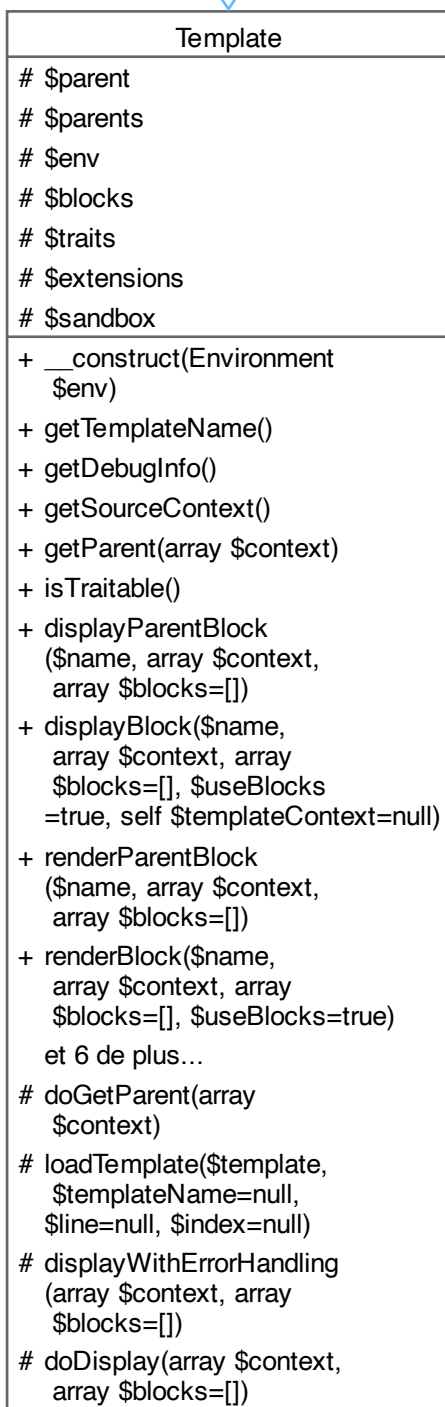 Template
# $parent
# $parents
# $env
# $blocks
# $traits
# $extensions
# $sandbox
+ __construct(Environment
$env)
+ getTemplateName()
+ getDebugInfo()
+ getSourceContext()
+ getParent(array $context)
+ isTraitable()
+ displayParentBlock
($name, array $context,
array $blocks=[])
+ displayBlock($name,
array $context, array
$blocks=[], $useBlocks
=true, self $templateContext=null)
+ renderParentBlock
($name, array $context,
array $blocks=[])
+ renderBlock($name,
array $context, array
$blocks=[], $useBlocks=true)
et 6 de plus...
# doGetParent(array
$context)
# loadTemplate($template,
$templateName=null,
$line=null, $index=null)
# displayWithErrorHandling
(array $context, array
$blocks=[])
# doDisplay(array $context,
array $blocks=[])